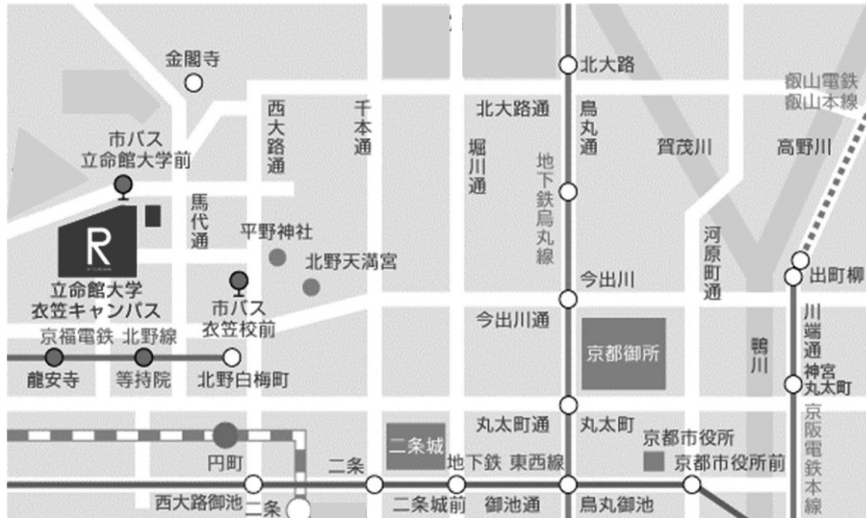 金閣寺
北大路
叡山電鉄
叡山本線
西大路通
千本通
北大路通
烏丸通
市バス
立命館大学前
堀川通
地下鉄烏丸線
賀茂川
高野川
馬代通
R
平野神社
河原町通
北野天満宮
出町柳
立命館大学
衣笠キャンパス
市バス
衣笠校前
今出川
今出川通
川端通
京福電鉄 北野線
京都御所
鴨川
龍安寺
等持院
北野白梅町
神宮
丸太町
丸太町通
丸太町
京阪電鉄本線
円町
二条城
京都市役所
二条
地下鉄 東西線
京都市役所前
西大路御池
二条
二条城前
御池通
烏丸御池